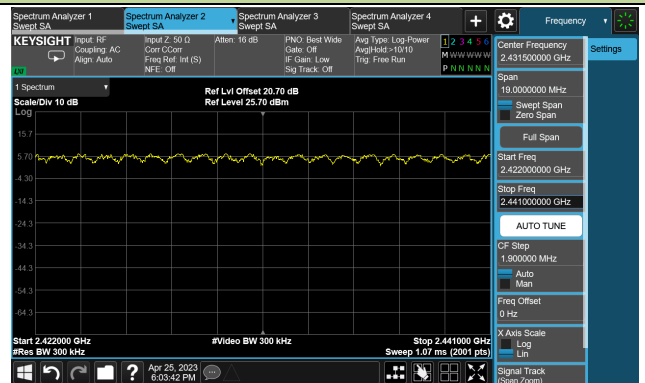 Spectrum Analyzer 1
Swept SA
Spectrum Analyzer 2
Swept SA
Spectrum Analyzer 3
Swept SA
Spectrum Analyzer 4
Swept SA
Frequency
KEYSIGHT
LXI
Input: RF
Coupling: AC
Align: Auto
Input Z: 50 Ω
Corr CCorr
Freq Ref: Int (S)
NFE: Off
Atten: 16 dB
PNO: Best Wide
Gate: Off
IF Gain: Low
Sig Track: Off
Avg Type: Log-Power
Avg|Hold:>10/10
Trig: Free Run
1 2 3 4 5 6
M W W W W W
P N N N N N
1 Spectrum
Scale/Div 10 dB
Log
Ref Lvl Offset 20.70 dB
Ref Level 25.70 dBm
15.7
5.70
-4.30
-14.3
-24.3
-34.3
-44.3
-54.3
-64.3
Start 2.422000 GHz
#Res BW 300 kHz
#Video BW 300 kHz
Stop 2.441000 GHz
Sweep 1.07 ms (2001 pts)
Apr 25, 2023
6:03:42 PM
Center Frequency
2.431500000 GHz
Settings
Span
19.0000000 MHz
Swept Span
Zero Span
Full Span
Start Freq
2.422000000 GHz
Stop Freq
2.441000000 GHz
AUTO TUNE
CF Step
1.900000 MHz
Auto
Man
Freq Offset
0 Hz
X Axis Scale
Log
Lin
Signal Track
(Span Zoom)